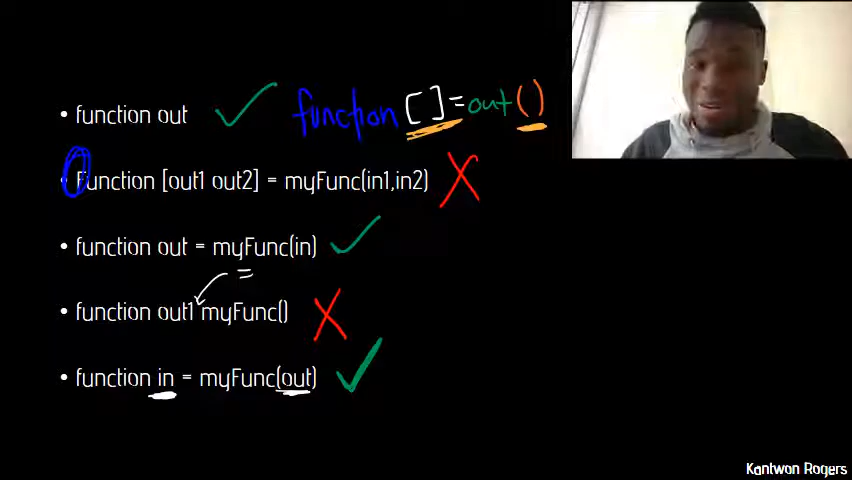 • function out
function [ ] = out ( )
• Function [out1 out2] = myFunc(in1,in2)
• function out = myFunc(in)
=
• function out1 myFunc()
• function in = myFunc(out)
Kantwon Rogers